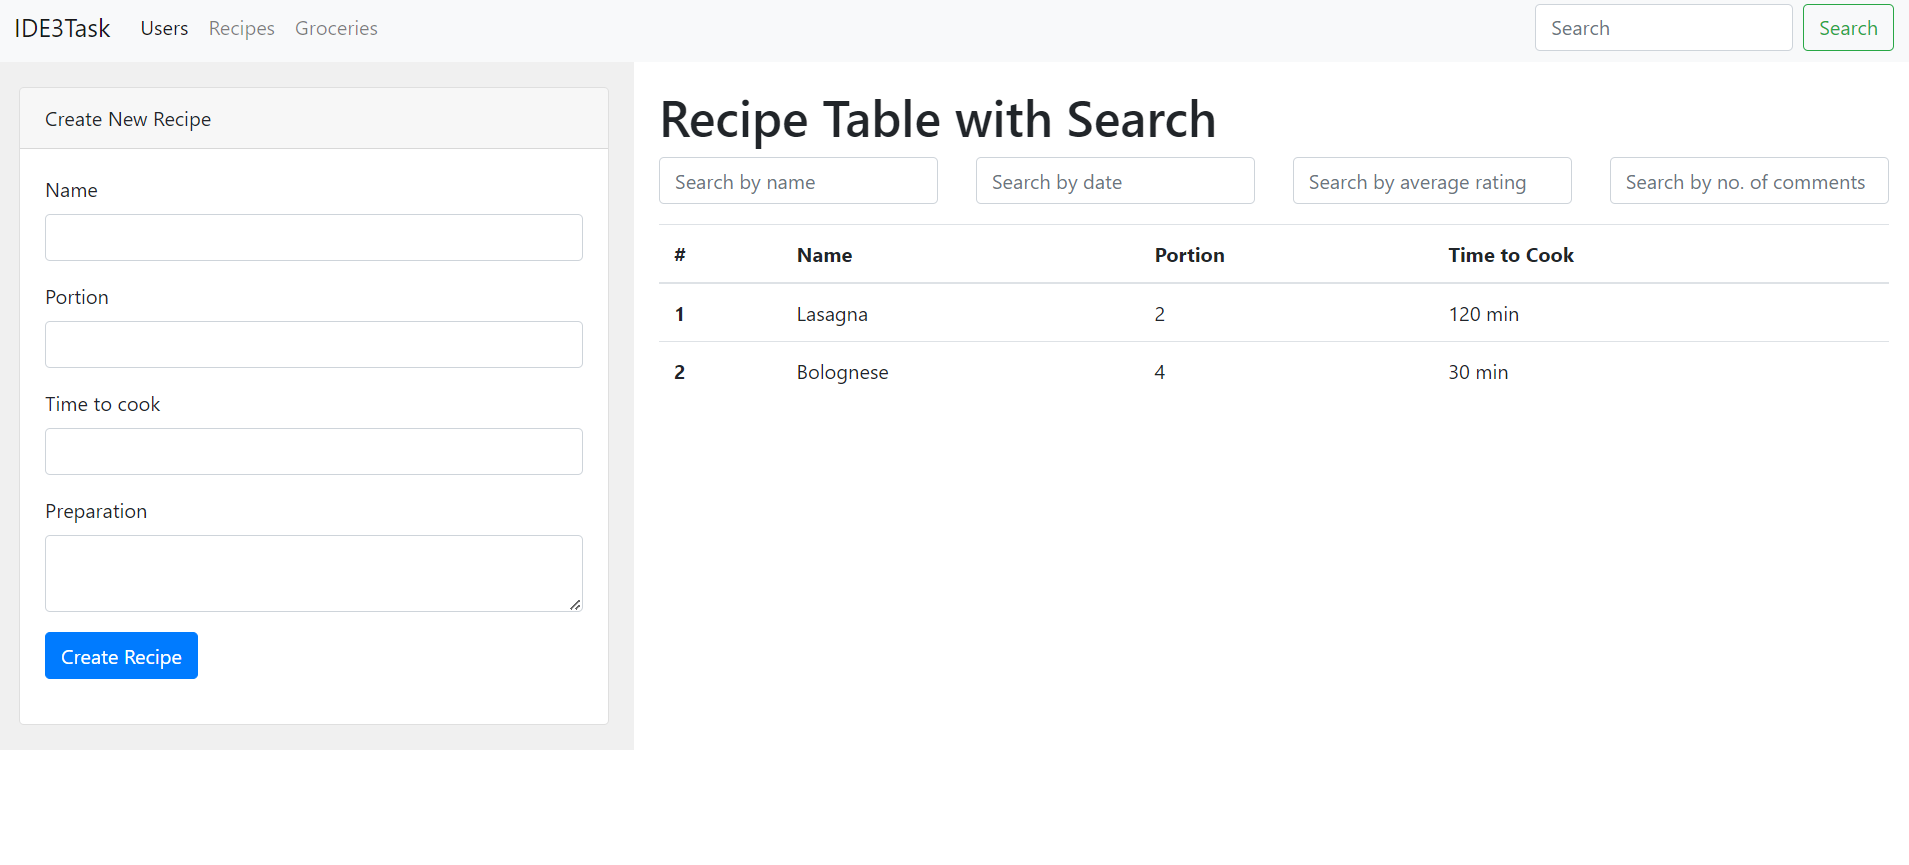 IDE3Task Users Recipes Groceries Search Search
Create New Recipe
Name
Portion
Time to cook
Preparation
Create Recipe
Recipe Table with Search
Search by name Search by date Search by average rating Search by no. of comments
# Name Portion Time to Cook
1 Lasagna 2 120 min
2 Bolognese 4 30 min